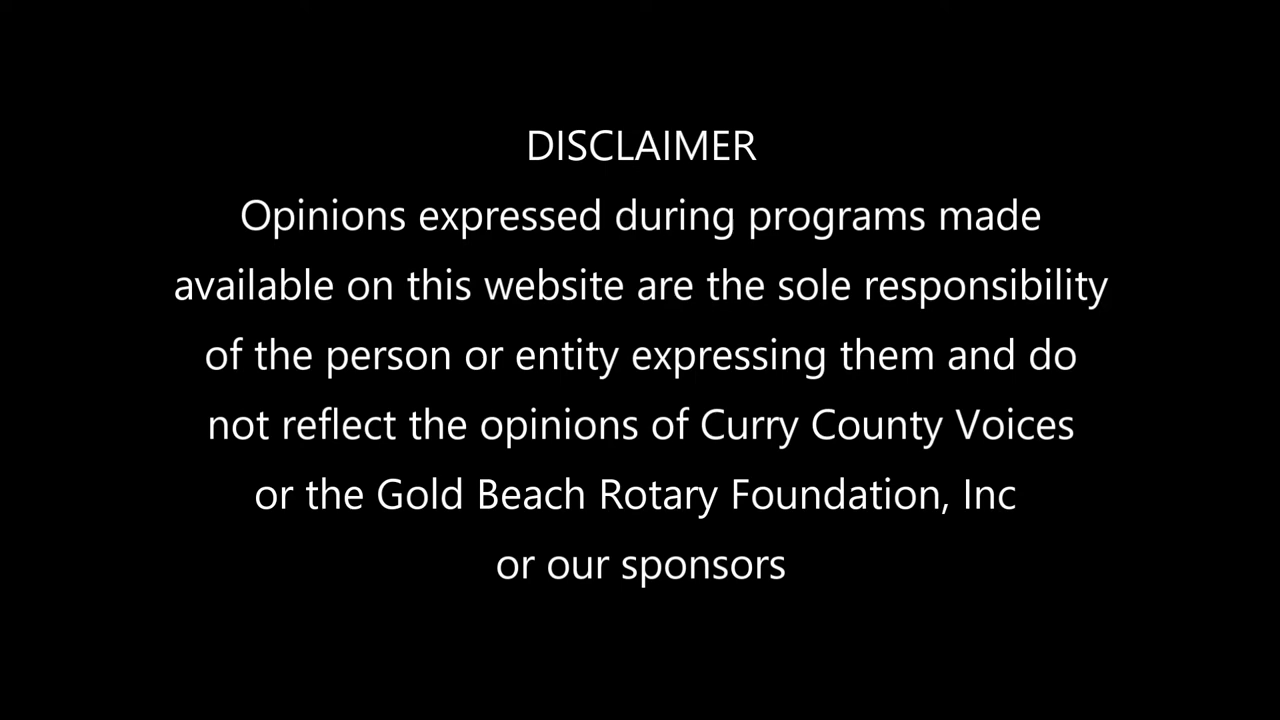 DISCLAIMER
Opinions expressed during programs made
available on this website are the sole responsibility
of the person or entity expressing them and do
not reflect the opinions of Curry County Voices
or the Gold Beach Rotary Foundation, Inc
or our sponsors